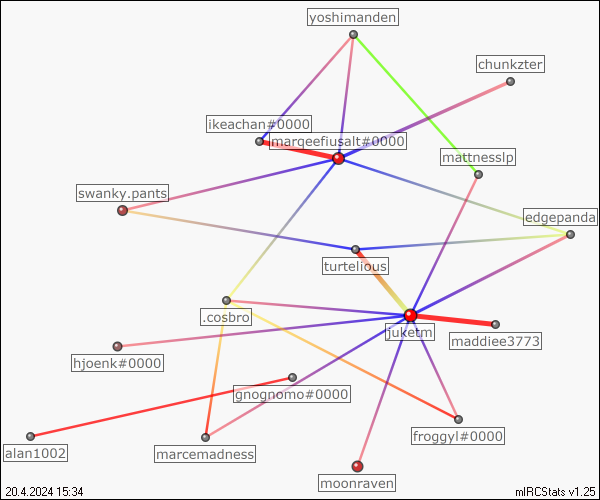 yoshimanden
chunkzter
ikeachan#0000
margeefiusalt#0000
mattnesslp
swanky.pants
edgepanda
turtelious
.cosbro
juketm
maddiee3773
hjoenk#0000
gnognomo#0000
froggyl#0000
alan1002
marcemadness
moonraven
20.4.2024 15:34
mIRCStats v1.25